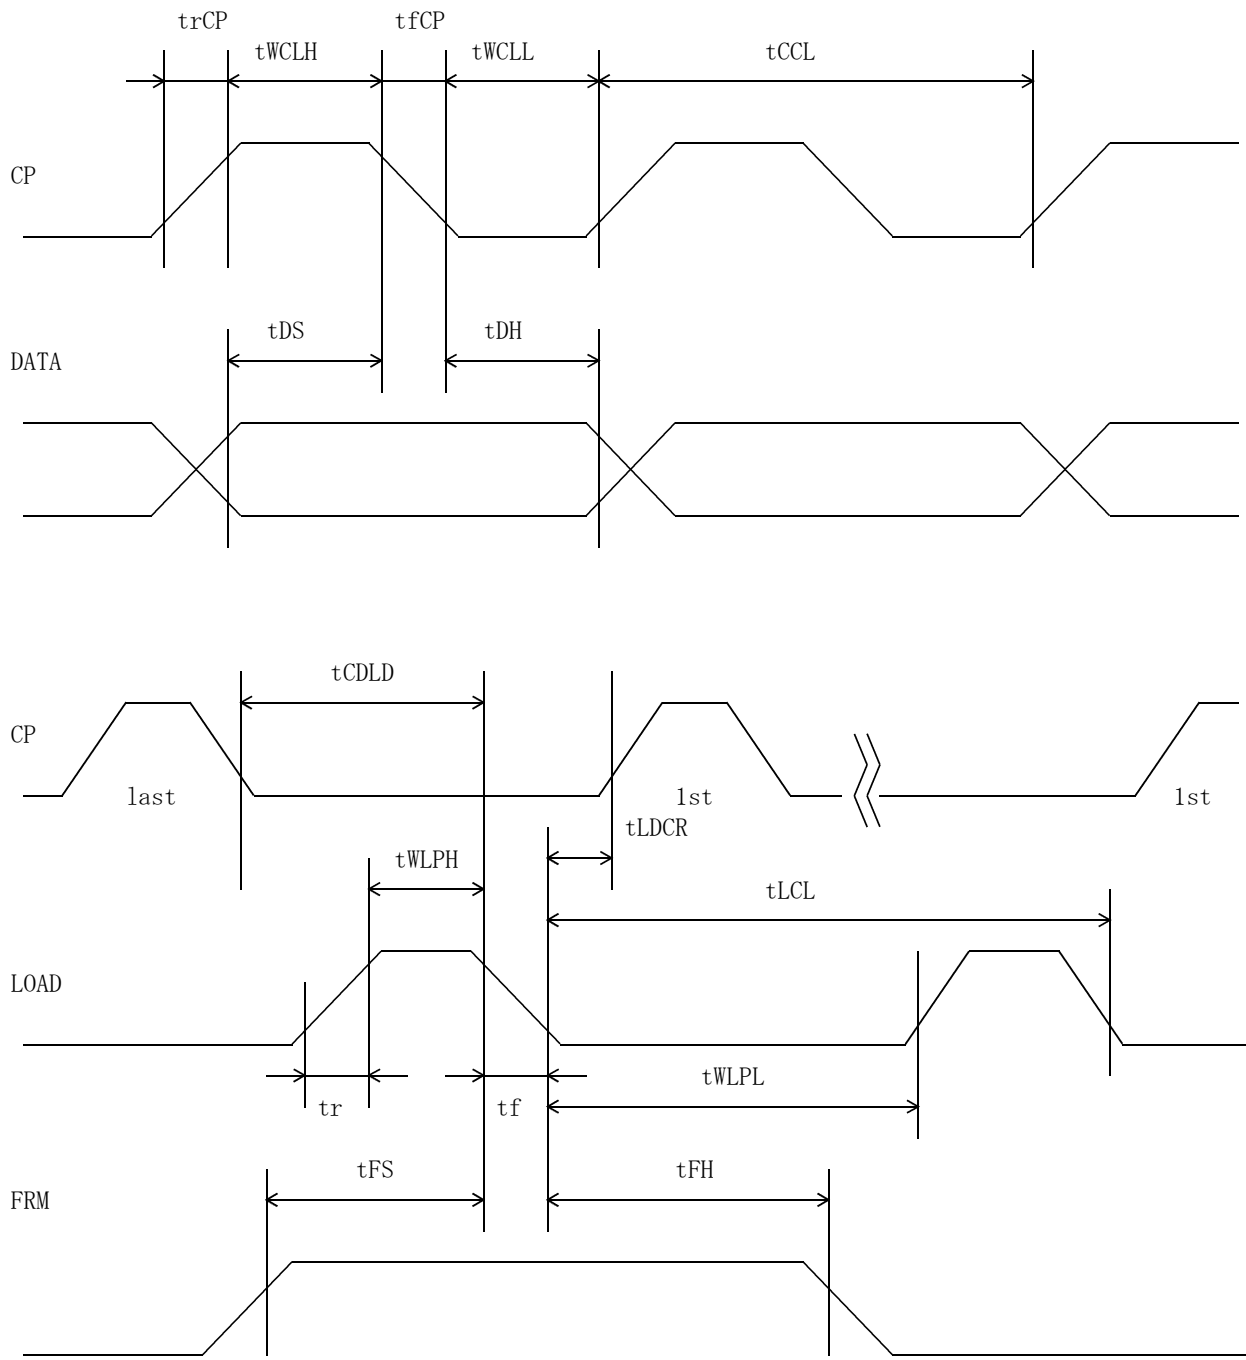 trCP tfCP
tWCLH tWCLL tCCL
CP
tDS tDH
DATA
tCDLD
CP
last 1st 1st
tLDCR
tWLPH
tLCL
LOAD
tWLPL
tr tf
tFS tFH
FRM